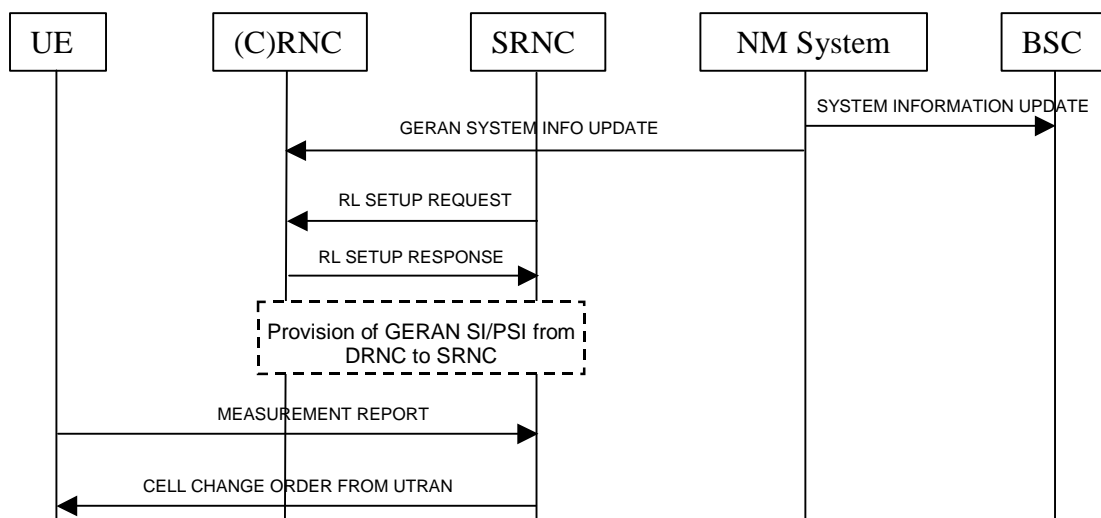 UE
(C)RNC
SRNC
NM System
BSC
SYSTEM INFORMATION UPDATE
GERAN SYSTEM INFO UPDATE
RL SETUP REQUEST
RL SETUP RESPONSE
Provision of GERAN SI/PSI from
DRNC to SRNC
MEASUREMENT REPORT
CELL CHANGE ORDER FROM UTRAN